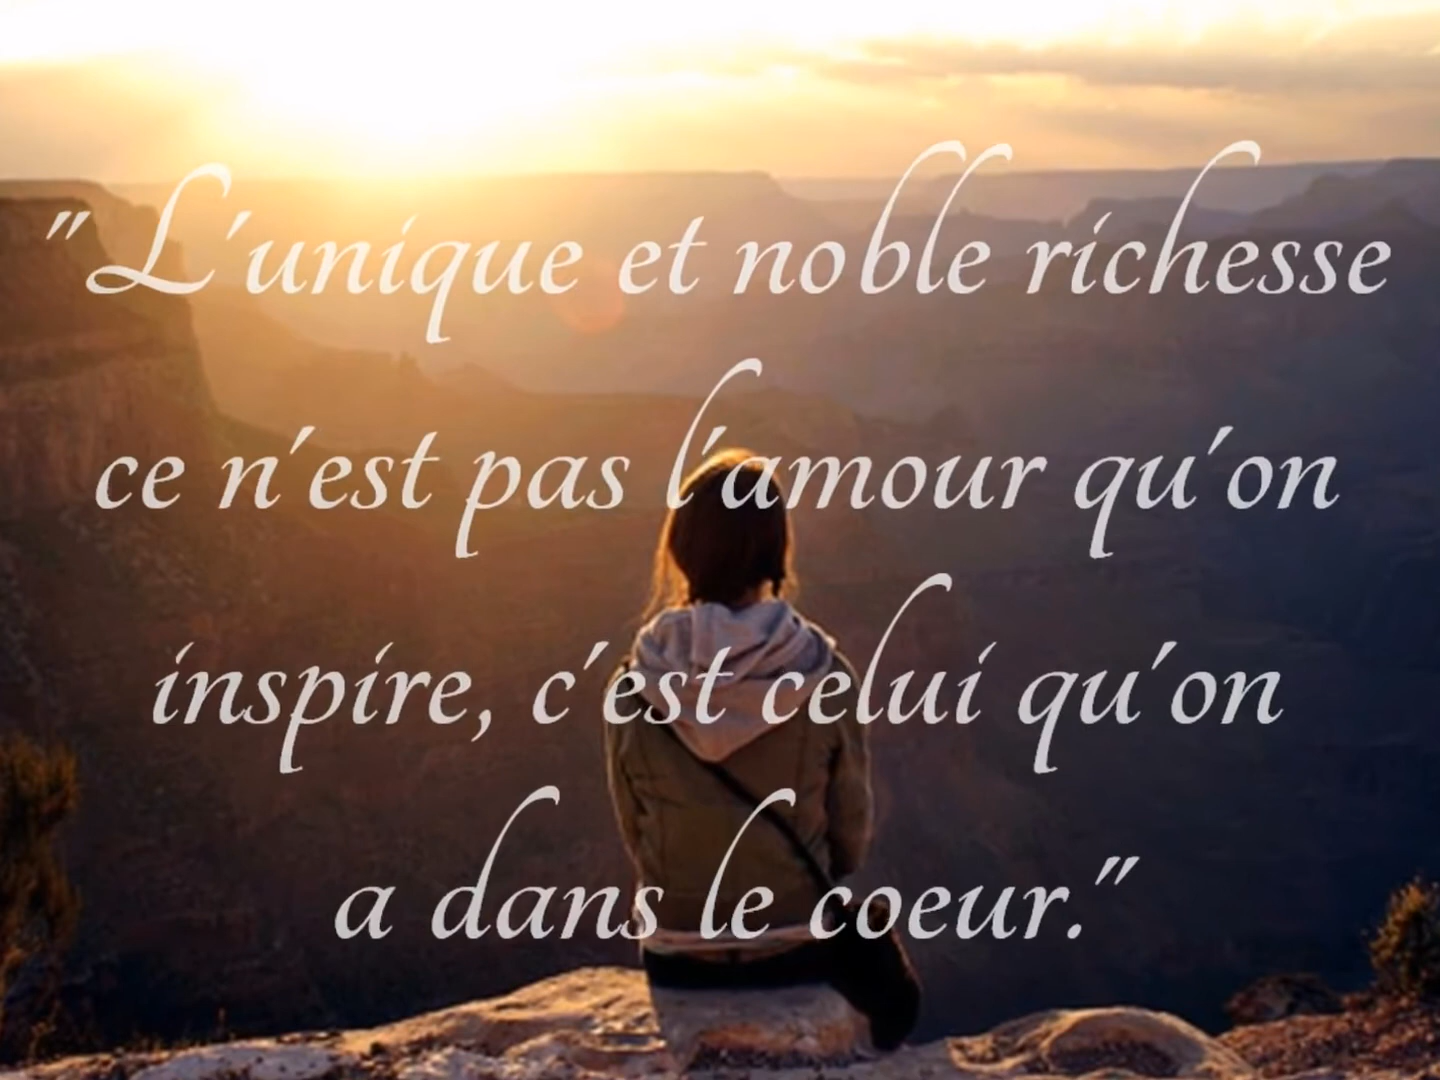 "L'unique et noble richesse
ce n'est pas l'amour qu'on
inspire, c'est celui qu'on
a dans le coeur."